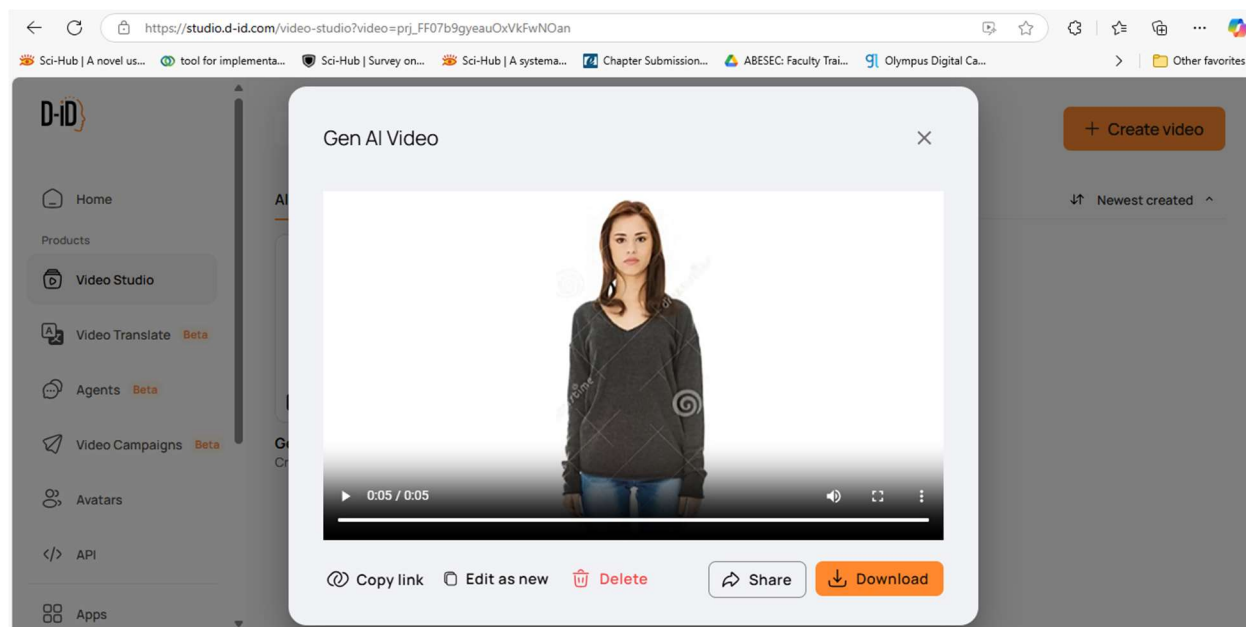 https://studio.d-id.com/video-studio?video=prj_FF07b9gyeauOxVkFwNOan
Sci-Hub | A novel us... tool for implementa... Sci-Hub | Survey on... Sci-Hub | A systema... Chapter Submission... ABESEC: Faculty Trai... Olympus Digital Ca... Other favorites
D-iD
Gen AI Video
+ Create video
Home
AI
Newest created
Products
Video Studio
Video Translate Beta
Agents Beta
Video Campaigns Beta
Cr
0:05 / 0:05
Avatars
</> API
Copy link Edit as new Delete Share Download
Apps